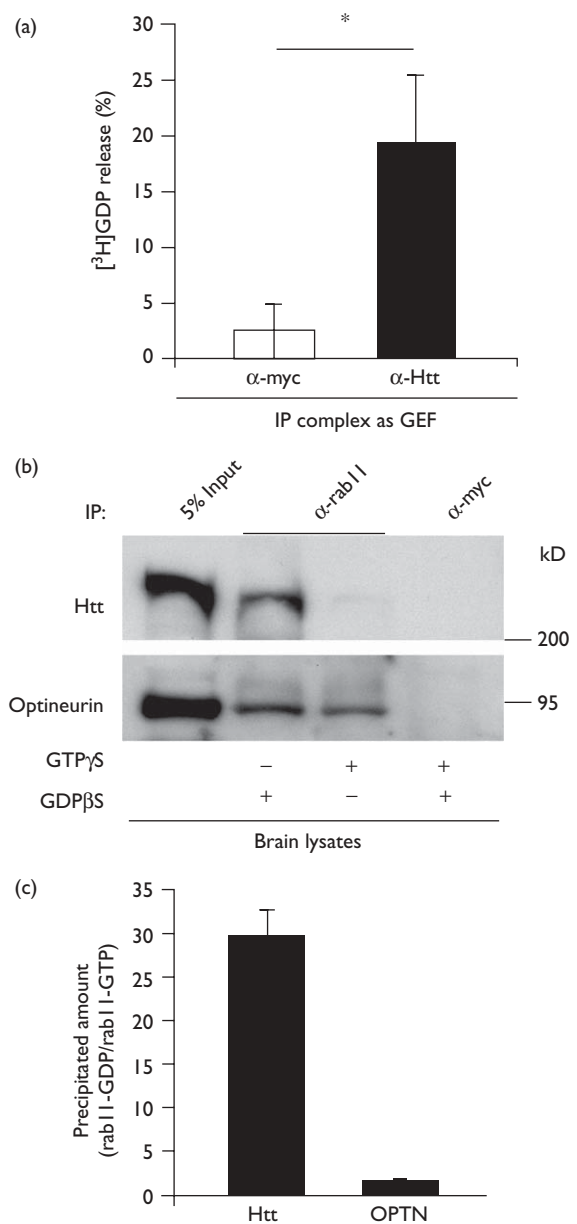 (a)
30
25
20
15
10
5
0
[³H]GDP release (%)
*
α-myc
α-Htt
IP complex as GEF
(b)
IP:
5% Input
α-rab11
α-myc
kD
Htt
200
Optineurin
95
GTPγS
– + +
GDPβS
+ – +
Brain lysates
(c)
35
30
25
20
15
10
5
0
Precipitated amount
(rab11-GDP/rab11-GTP)
Htt
OPTN